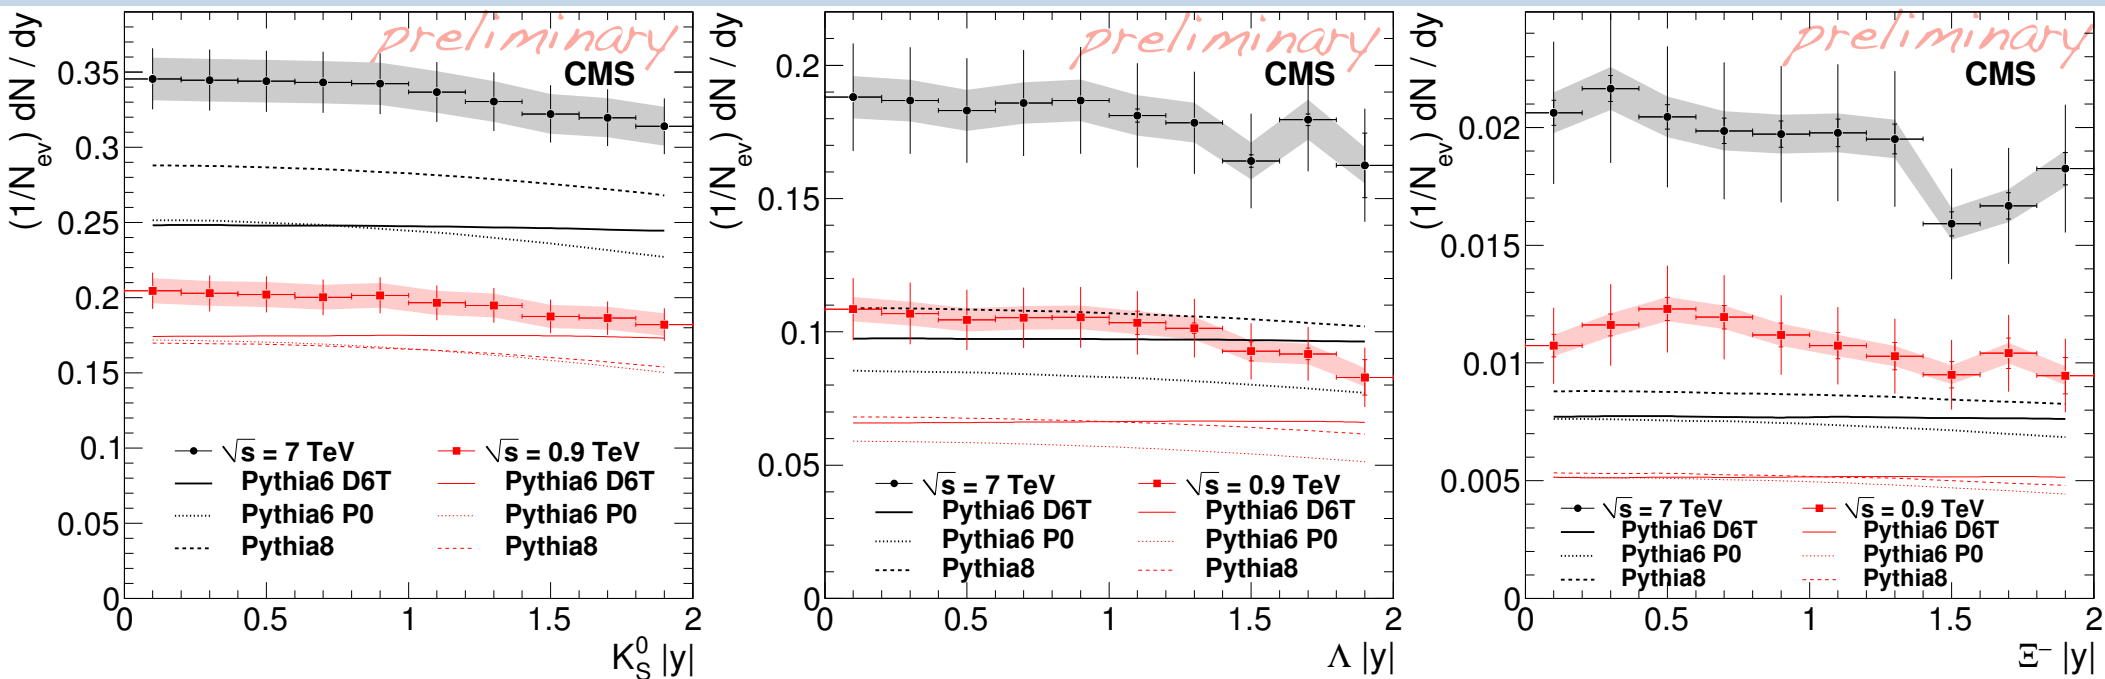 preliminary
CMS
(1/N_ev) dN / dy
0.35
0.3
0.25
0.2
0.15
0.1
0.05
0
√s = 7 TeV
Pythia6 D6T
Pythia6 P0
Pythia8
√s = 0.9 TeV
Pythia6 D6T
Pythia6 P0
Pythia8
0 0.5 1 1.5 2
K_S^0 |y|
preliminary
CMS
(1/N_ev) dN / dy
0.2
0.15
0.1
0.05
0
√s = 7 TeV
Pythia6 D6T
Pythia6 P0
Pythia8
√s = 0.9 TeV
Pythia6 D6T
Pythia6 P0
Pythia8
0 0.5 1 1.5 2
Λ |y|
preliminary
CMS
(1/N_ev) dN / dy
0.02
0.015
0.01
0.005
0
√s = 7 TeV
Pythia6 D6T
Pythia6 P0
Pythia8
√s = 0.9 TeV
Pythia6 D6T
Pythia6 P0
Pythia8
0 0.5 1 1.5 2
Ξ⁻ |y|